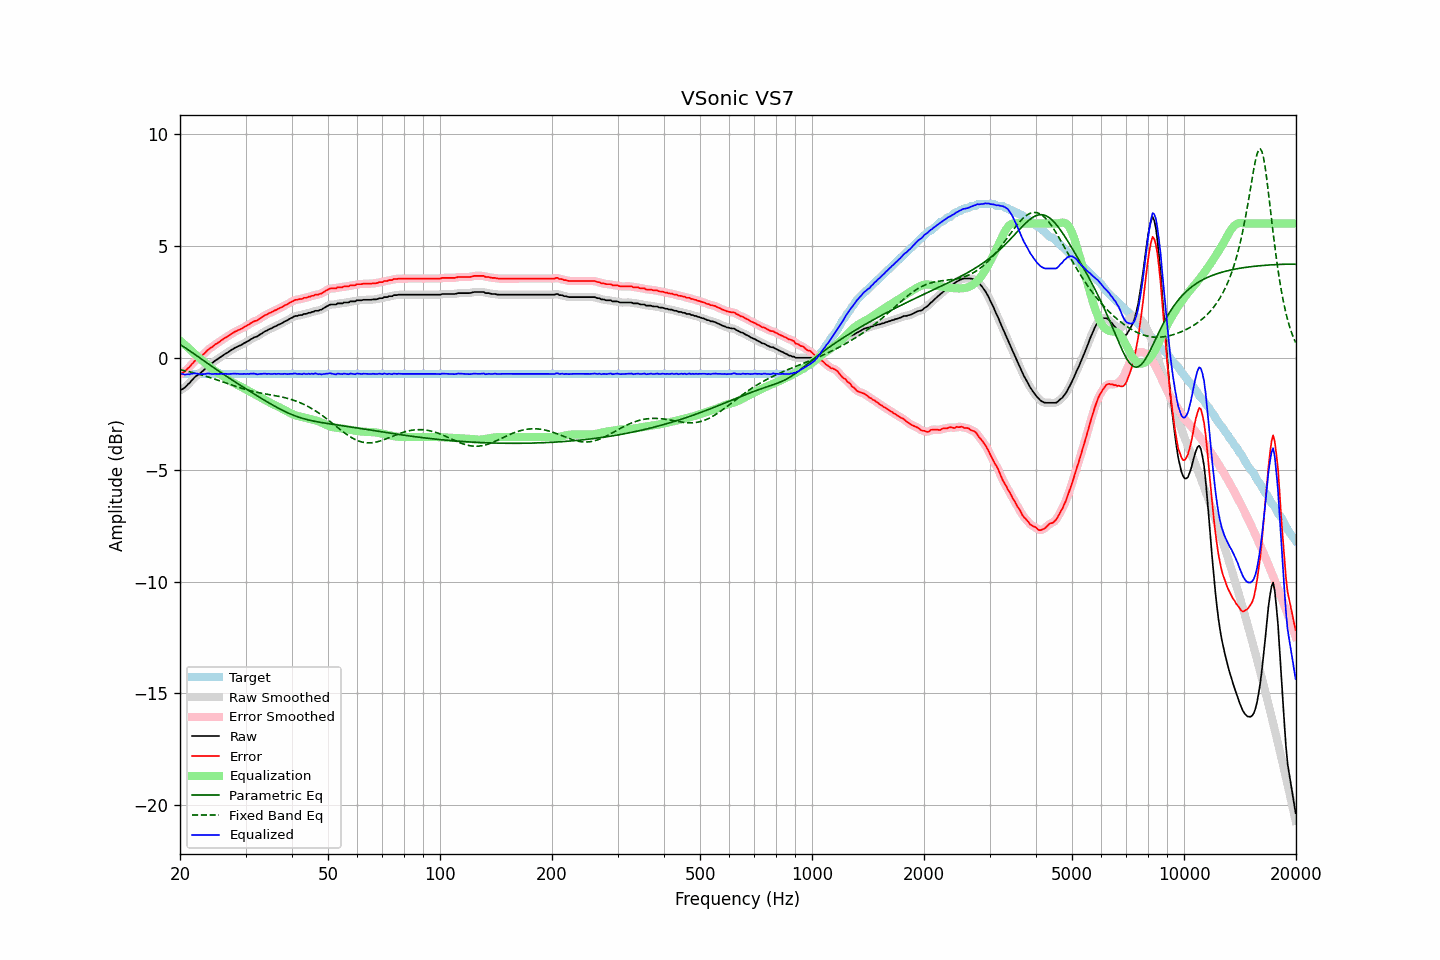 VSonic VS7
Amplitude (dBr)
10
5
0
−5
−10
−15
−20
Target
Raw Smoothed
Error Smoothed
Raw
Error
Equalization
Parametric Eq
Fixed Band Eq
Equalized
20 50 100 200 500 1000 2000 5000 10000 20000
Frequency (Hz)